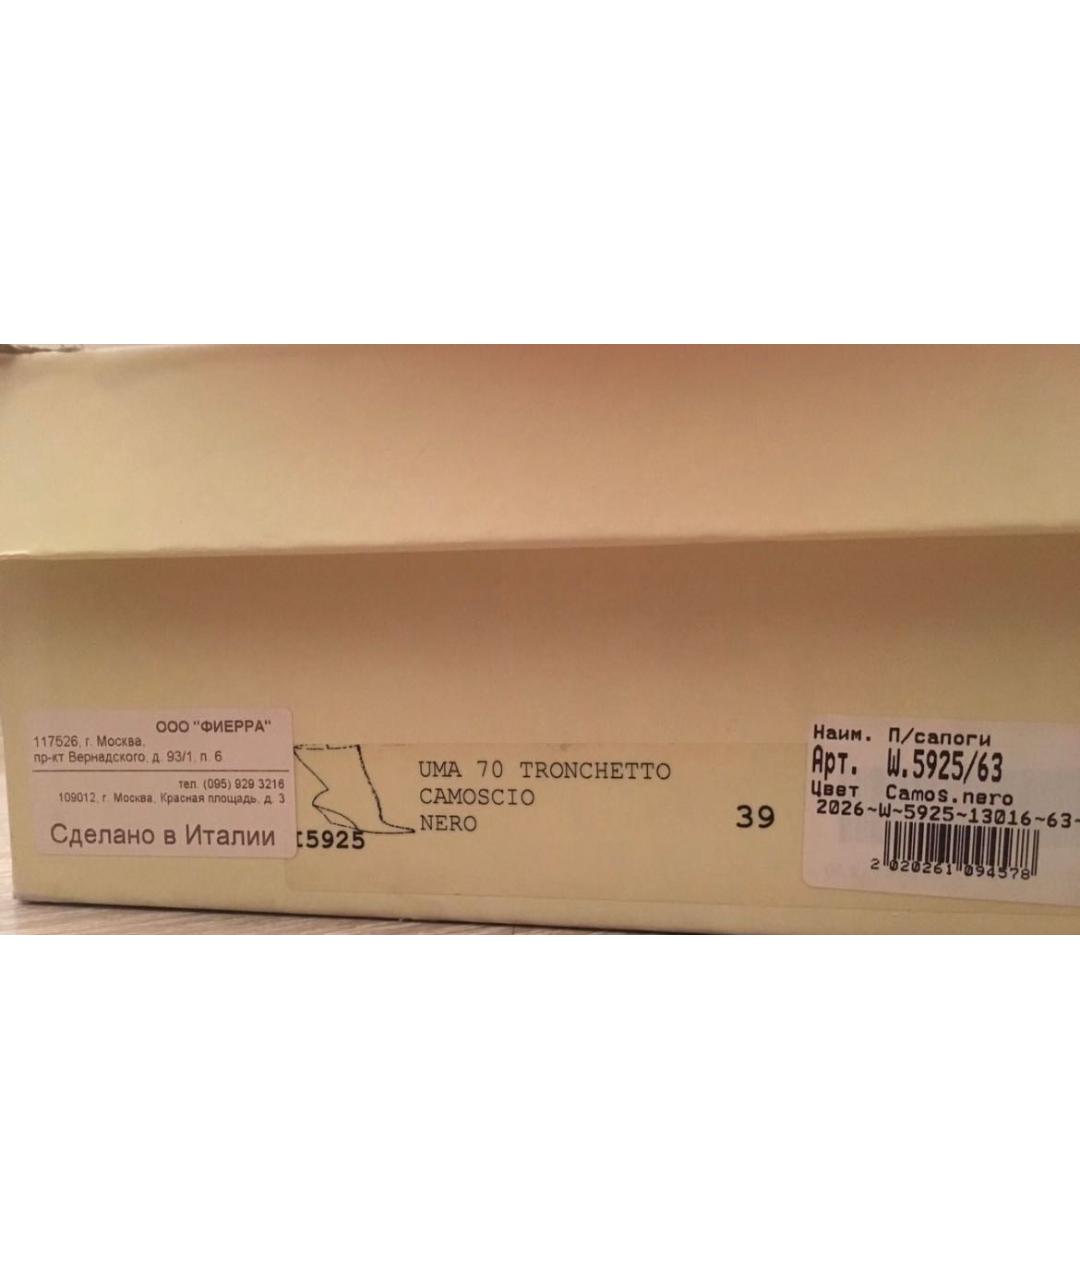 ООО "ФИЕРРА"
117526, г. Москва,
пр-кт Вернадского, д. 93/1, п. 6
тел. (095) 929 3216
109012, г. Москва, Красная площадь, д. 3
Сделано в Италии
I5925
UMA 70 TRONCHETTO
CAMOSCIO
NERO
39
Наим. П/сапоги
Арт. W.5925/63
Цвет Camos.nero
2026~W~5925~13016~63-
2 020261 094578